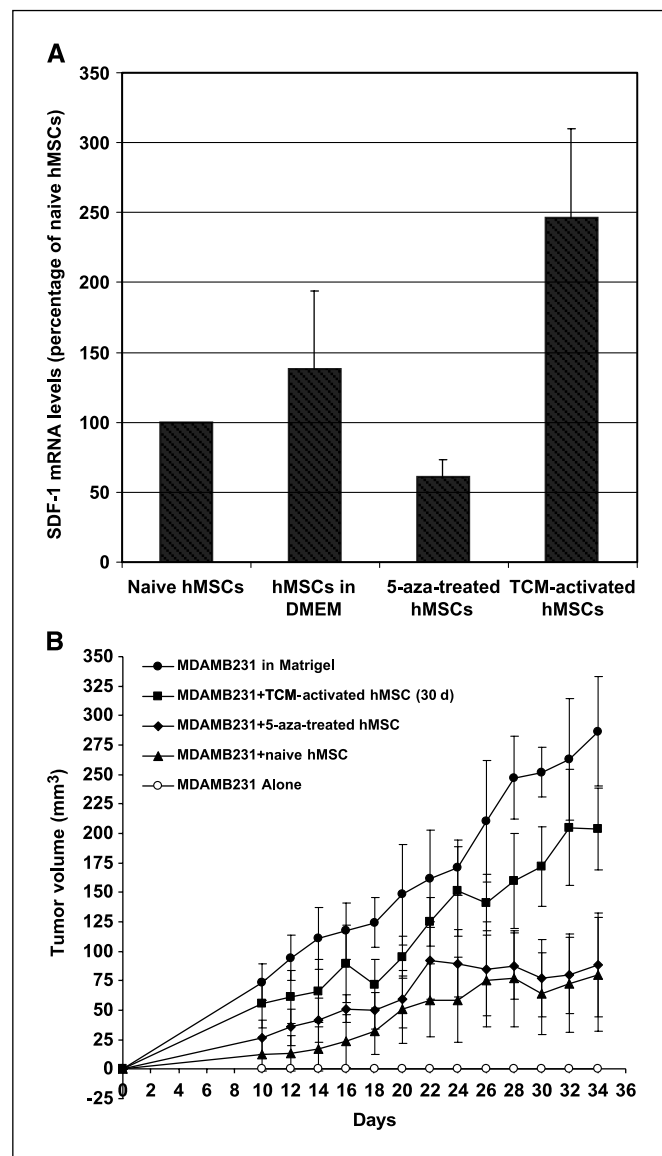 A
350
300
250
200
150
100
50
0
SDF-1 mRNA levels (percentage of naive hMSCs)
Naive hMSCs
hMSCs in
DMEM
5-aza-treated
hMSCs
TCM-activated
hMSCs
B
350
325
300
275
250
225
200
175
150
125
100
75
50
25
0
-25
Tumor volume (mm³)
MDAMB231 in Matrigel
MDAMB231+TCM-activated hMSC (30 d)
MDAMB231+5-aza-treated hMSC
MDAMB231+naive hMSC
MDAMB231 Alone
0 10 12 14 16 18 20 22 24 26 28 30 32 34 36
Days